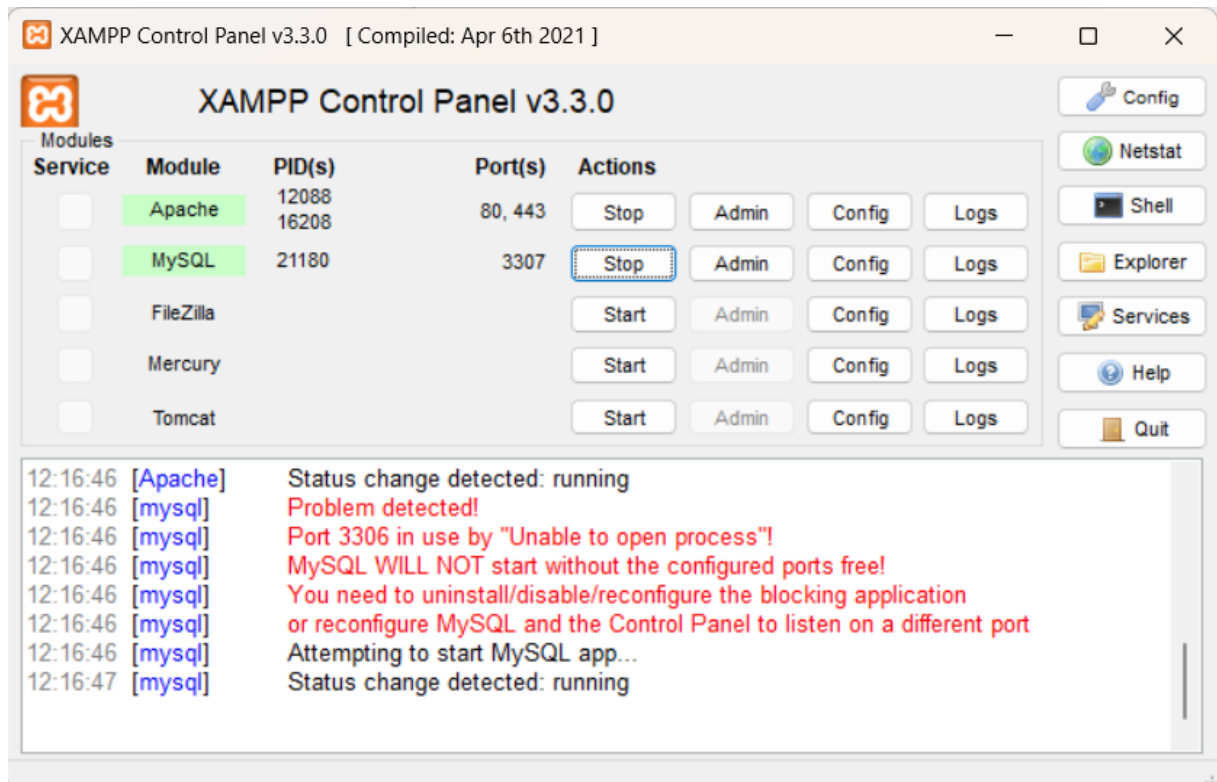 XAMPP Control Panel v3.3.0 [ Compiled: Apr 6th 2021 ]
XAMPP Control Panel v3.3.0
Config
Modules
Service Module PID(s) Port(s) Actions
Netstat
Apache 12088 16208 80, 443 Stop Admin Config Logs
Shell
MySQL 21180 3307 Stop Admin Config Logs
Explorer
FileZilla Start Admin Config Logs
Services
Mercury Start Admin Config Logs
Help
Tomcat Start Admin Config Logs
Quit
12:16:46 [Apache] Status change detected: running
12:16:46 [mysql] Problem detected!
12:16:46 [mysql] Port 3306 in use by "Unable to open process"!
12:16:46 [mysql] MySQL WILL NOT start without the configured ports free!
12:16:46 [mysql] You need to uninstall/disable/reconfigure the blocking application
12:16:46 [mysql] or reconfigure MySQL and the Control Panel to listen on a different port
12:16:46 [mysql] Attempting to start MySQL app...
12:16:47 [mysql] Status change detected: running